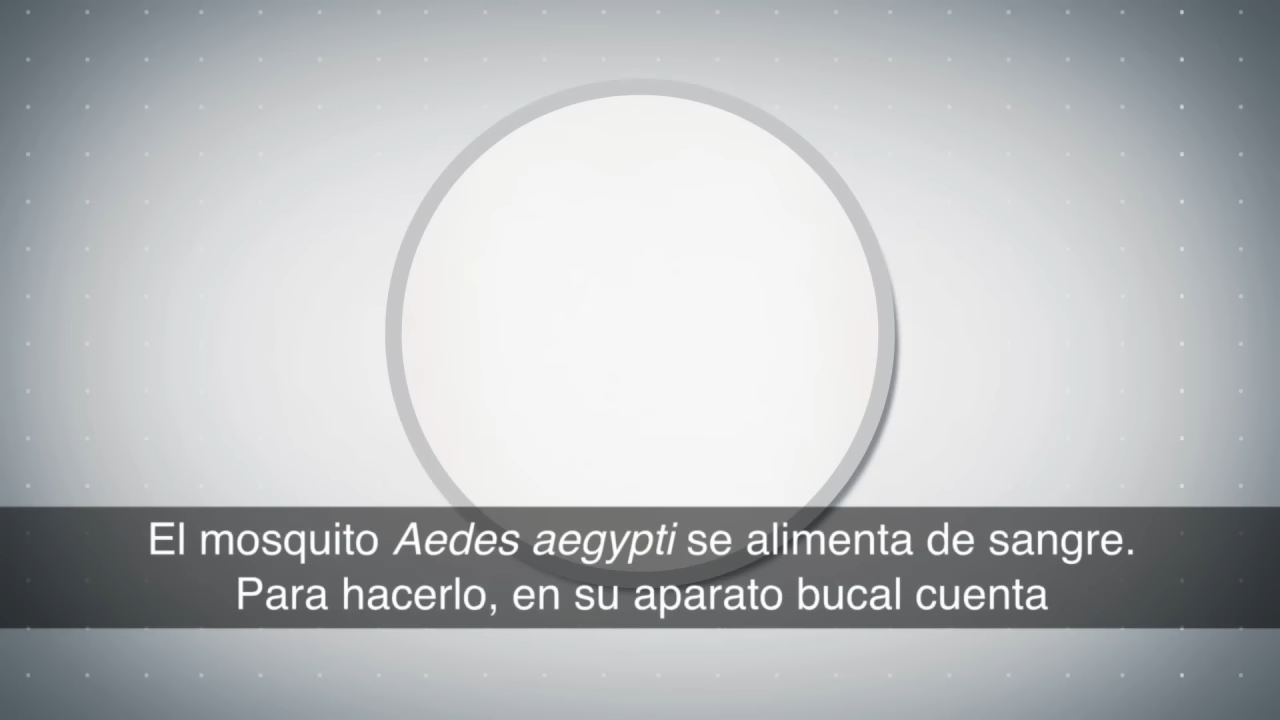 El mosquito Aedes aegypti se alimenta de sangre.
Para hacerlo, en su aparato bucal cuenta